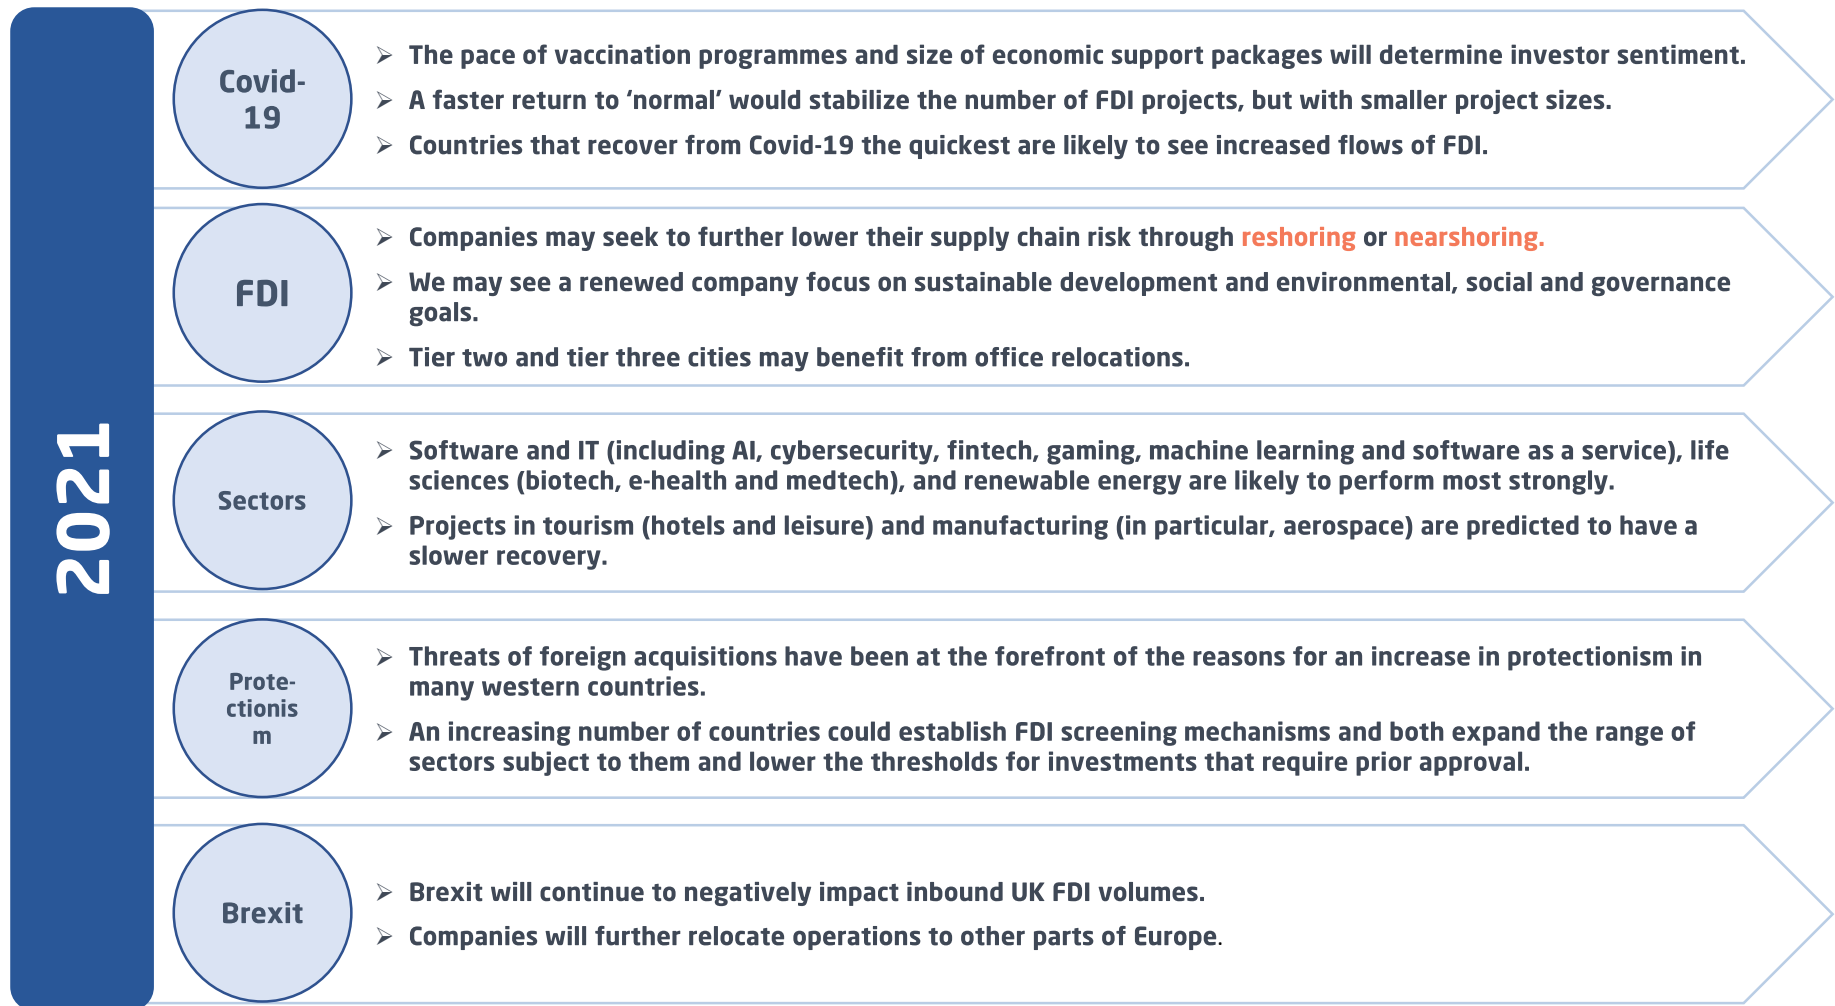 2021
Covid-
19
➢ The pace of vaccination programmes and size of economic support packages will determine investor sentiment.
➢ A faster return to ‘normal’ would stabilize the number of FDI projects, but with smaller project sizes.
➢ Countries that recover from Covid-19 the quickest are likely to see increased flows of FDI.
FDI
➢ Companies may seek to further lower their supply chain risk through reshoring or nearshoring.
➢ We may see a renewed company focus on sustainable development and environmental, social and governance
goals.
➢ Tier two and tier three cities may benefit from office relocations.
Sectors
➢ Software and IT (including AI, cybersecurity, fintech, gaming, machine learning and software as a service), life
sciences (biotech, e-health and medtech), and renewable energy are likely to perform most strongly.
➢ Projects in tourism (hotels and leisure) and manufacturing (in particular, aerospace) are predicted to have a
slower recovery.
Prote-
ctionis
m
➢ Threats of foreign acquisitions have been at the forefront of the reasons for an increase in protectionism in
many western countries.
➢ An increasing number of countries could establish FDI screening mechanisms and both expand the range of
sectors subject to them and lower the thresholds for investments that require prior approval.
Brexit
➢ Brexit will continue to negatively impact inbound UK FDI volumes.
➢ Companies will further relocate operations to other parts of Europe.